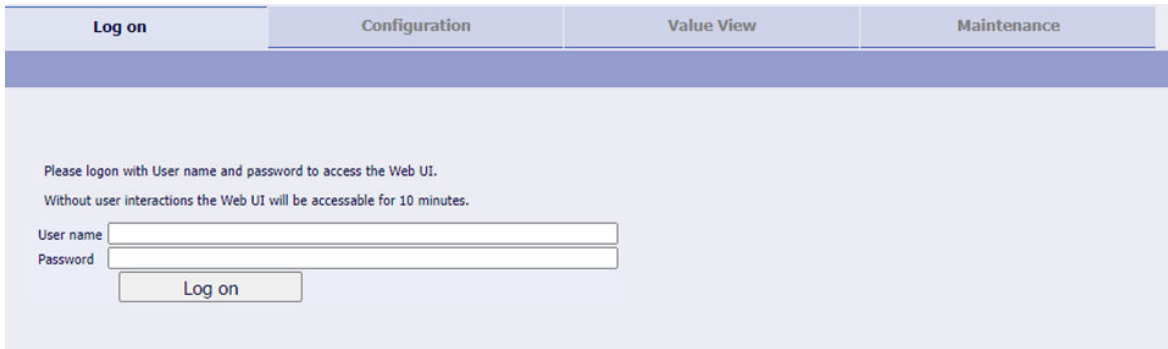 Log on Configuration Value View Maintenance
Please logon with User name and password to access the Web UI.
Without user interactions the Web UI will be accessable for 10 minutes.
User name
Password
Log on